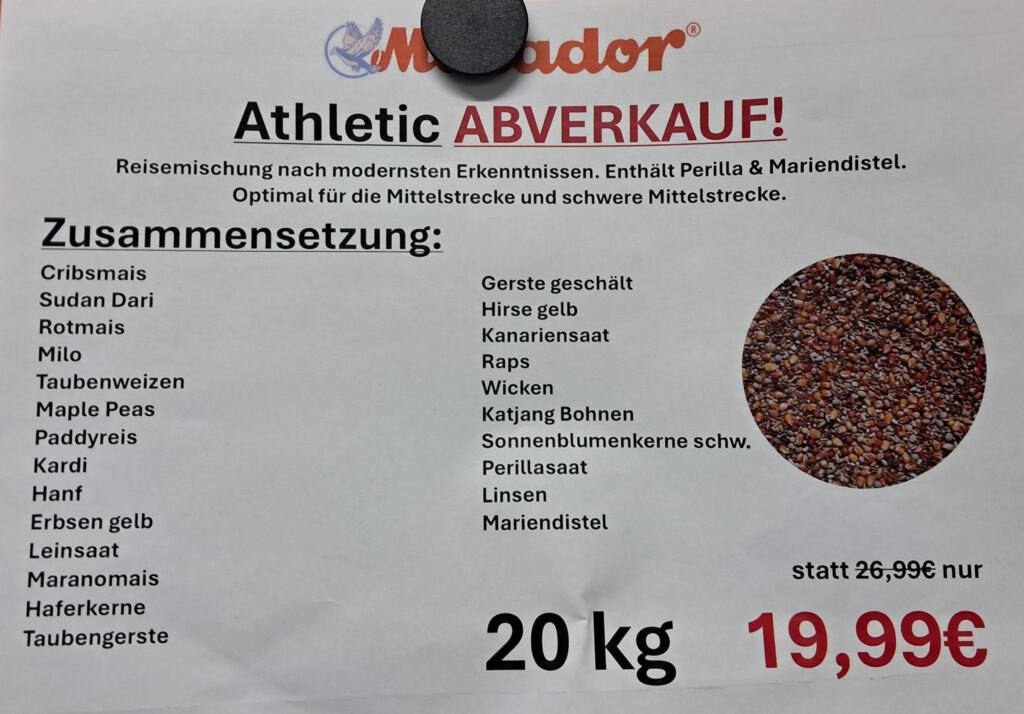 Athletic ABVERKAUF!
Reisemischung nach modernsten Erkenntnissen. Enthält Perilla & Mariendistel.
Optimal für die Mittelstrecke und schwere Mittelstrecke.
Zusammensetzung:
Cribsmais
Sudan Dari
Rotmais
Milo
Taubenweizen
Maple Peas
Paddyreis
Kardi
Hanf
Erbsen gelb
Leinsaat
Maranomais
Haferkerne
Taubengerste
Gerste geschält
Hirse gelb
Kanariensaat
Raps
Wicken
Katjang Bohnen
Sonnenblumenkerne schw.
Perillasaat
Linsen
Mariendistel
statt 26,99€ nur
20 kg 19,99€